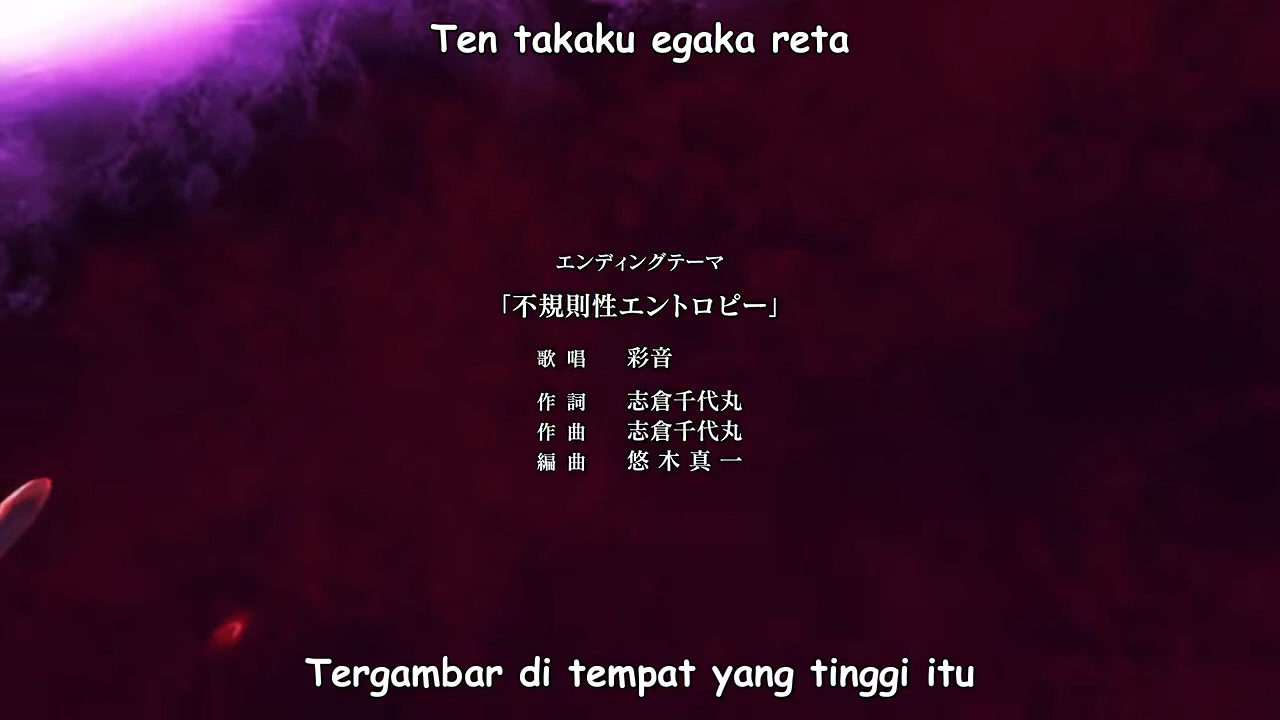 Ten takaku egaka reta
エンディングテーマ
「不規則性エントロピー」
歌 唱 彩音
作 詞 志倉千代丸
作 曲 志倉千代丸
編 曲 悠木真一
Tergambar di tempat yang tinggi itu